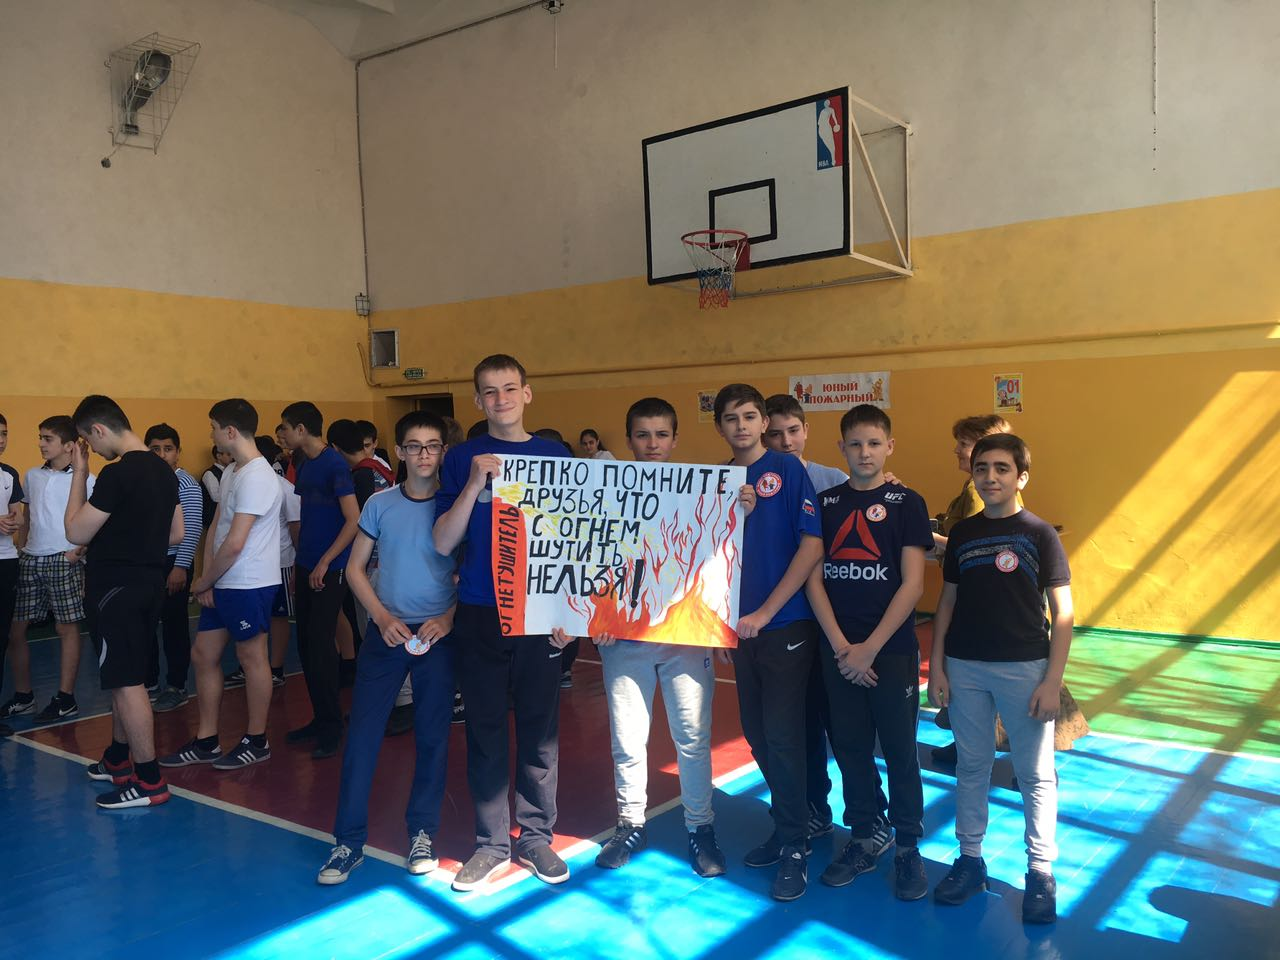 КРЕПКО ПОМНИТЕ,
ДРУЗЬЯ, ЧТО
С ОГНЕМ
ШУТИТЬ
НЕЛЬЗЯ!
ОГНЕТУШИТЕЛЬ
ЮНЫЙ
ПОЖАРНЫЙ
01
Reebok
UFC